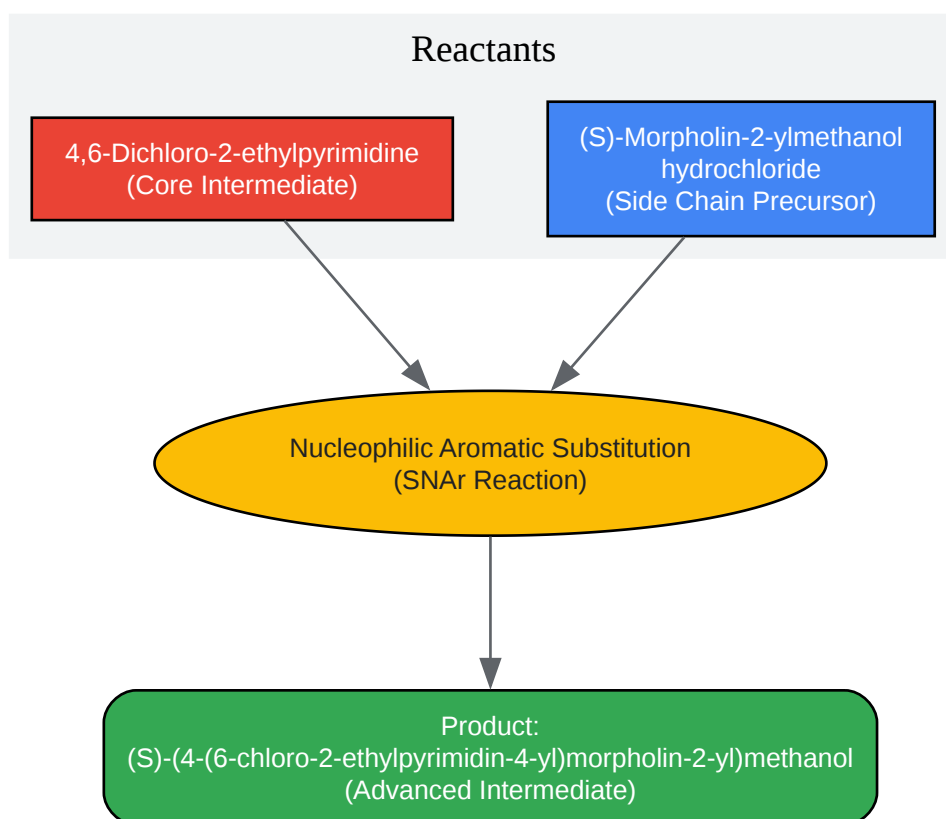 Reactants
4,6-Dichloro-2-ethylpyrimidine
(Core Intermediate)
(S)-Morpholin-2-ylmethanol
hydrochloride
(Side Chain Precursor)
Nucleophilic Aromatic Substitution
(SNAr Reaction)
Product:
(S)-(4-(6-chloro-2-ethylpyrimidin-4-yl)morpholin-2-yl)methanol
(Advanced Intermediate)